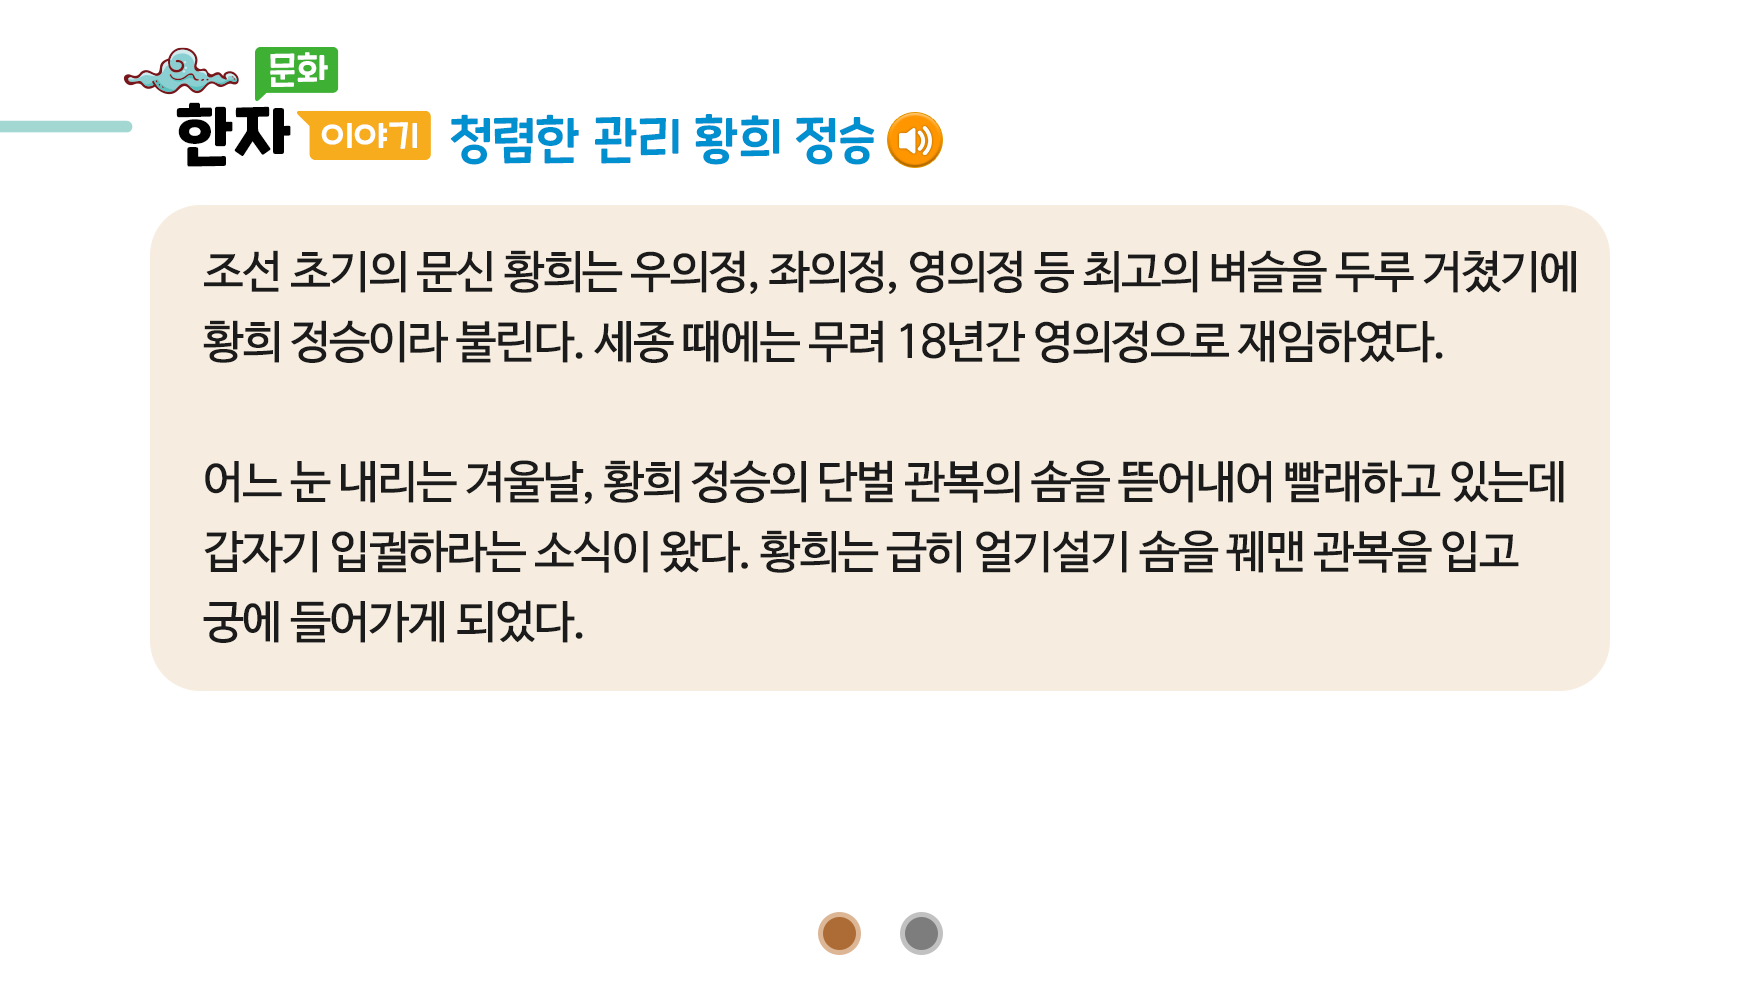 문화
한자 이야기 청렴한 관리 황희 정승
조선 초기의 문신 황희는 우의정, 좌의정, 영의정 등 최고의 벼슬을 두루 거쳤기에
황희 정승이라 불린다. 세종 때에는 무려 18년간 영의정으로 재임하였다.
어느 눈 내리는 겨울날, 황희 정승의 단벌 관복의 솜을 뜯어내어 빨래하고 있는데
갑자기 입궐하라는 소식이 왔다. 황희는 급히 얼기설기 솜을 꿰맨 관복을 입고
궁에 들어가게 되었다.